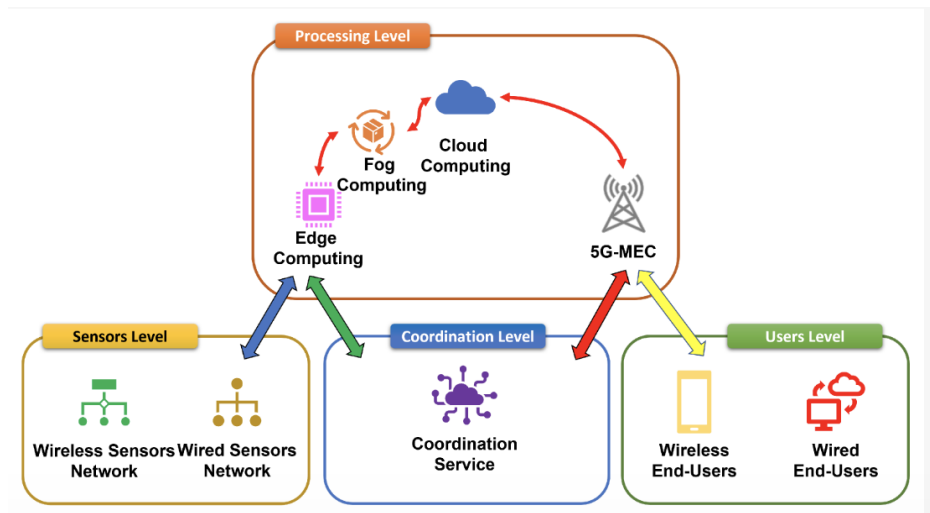 Processing Level
Cloud
Computing
Fog
Computing
Edge
Computing
5G-MEC
Sensors Level
Coordination Level
Users Level
Wireless Sensors
Network
Wired Sensors
Network
Coordination
Service
Wireless
End-Users
Wired
End-Users